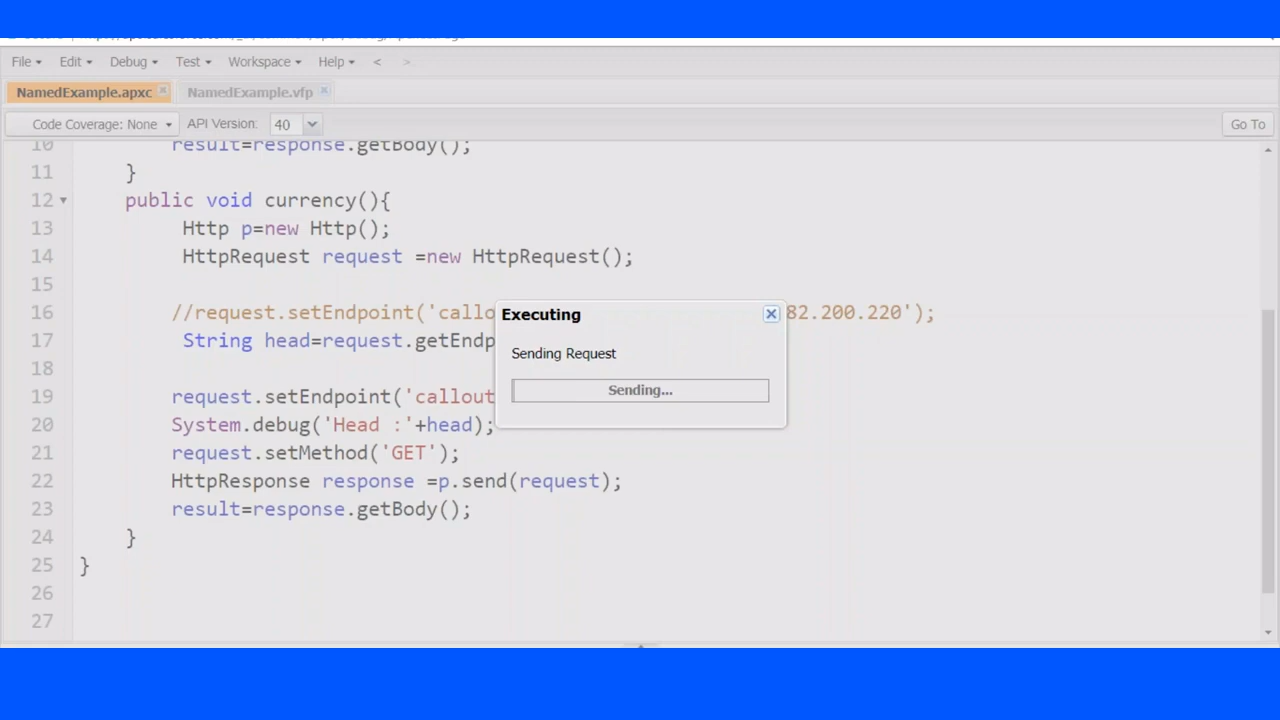 File Edit Debug Test Workspace Help < >
NamedExample.apxc NamedExample.vfp
Code Coverage: None API Version: 40 Go To
10 result=response.getBody();
11 }
12 public void currency(){
13 Http p=new Http();
14 HttpRequest request =new HttpRequest();
15
16 //request.setEndpoint('callo 82.200.220');
17 String head=request.getEndp
18
19 request.setEndpoint('callout
20 System.debug('Head :'+head);
21 request.setMethod('GET');
22 HttpResponse response =p.send(request);
23 result=response.getBody();
24 }
25 }
26
27
Executing
Sending Request
Sending...